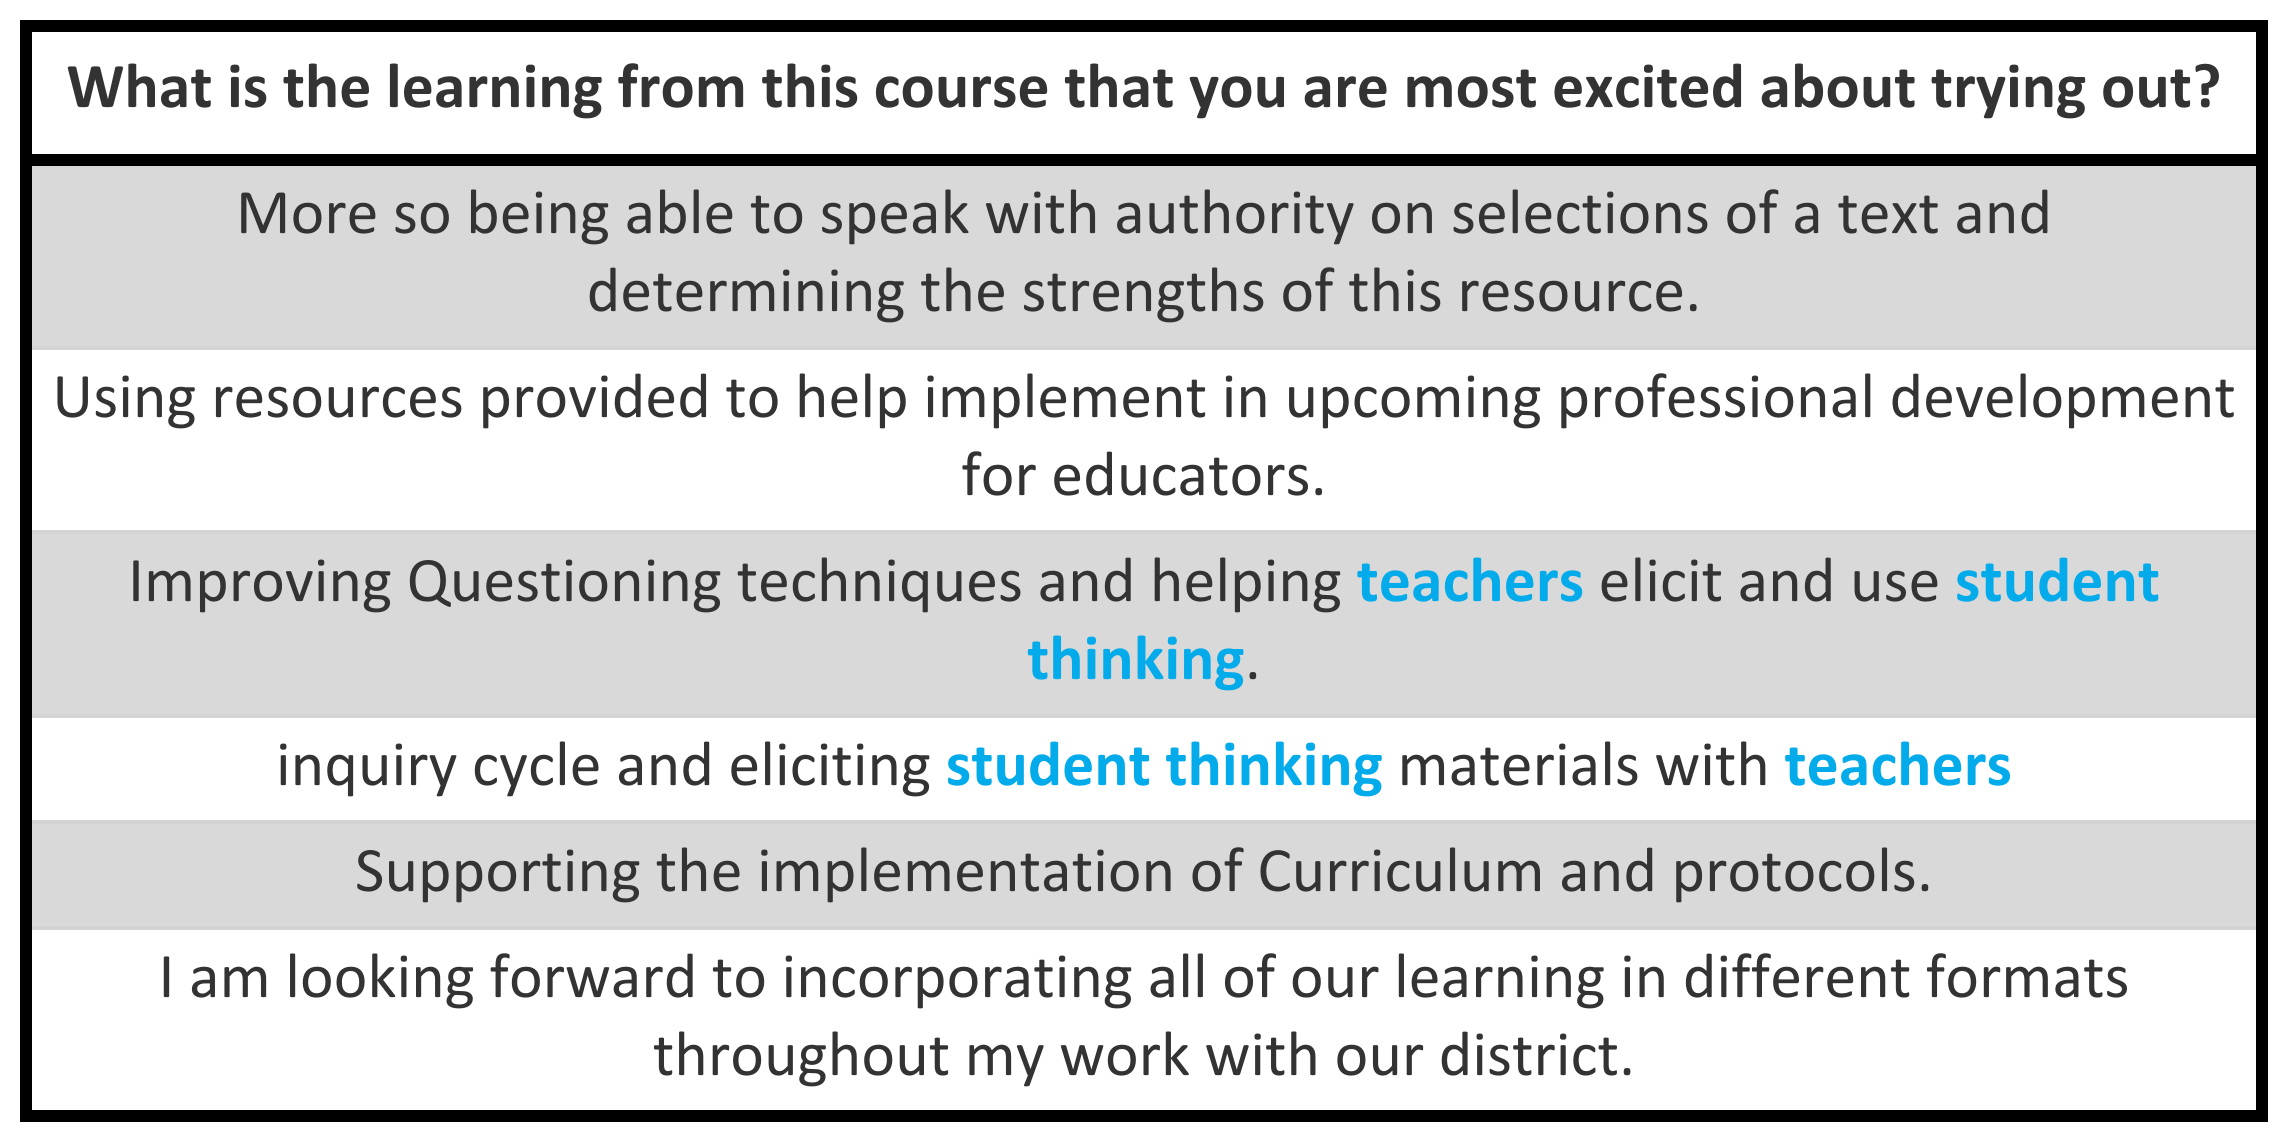 What is the learning from this course that you are most excited about trying out?
More so being able to speak with authority on selections of a text and
determining the strengths of this resource.
Using resources provided to help implement in upcoming professional development
for educators.
Improving Questioning techniques and helping teachers elicit and use student
thinking.
inquiry cycle and eliciting student thinking materials with teachers
Supporting the implementation of Curriculum and protocols.
I am looking forward to incorporating all of our learning in different formats
throughout my work with our district.